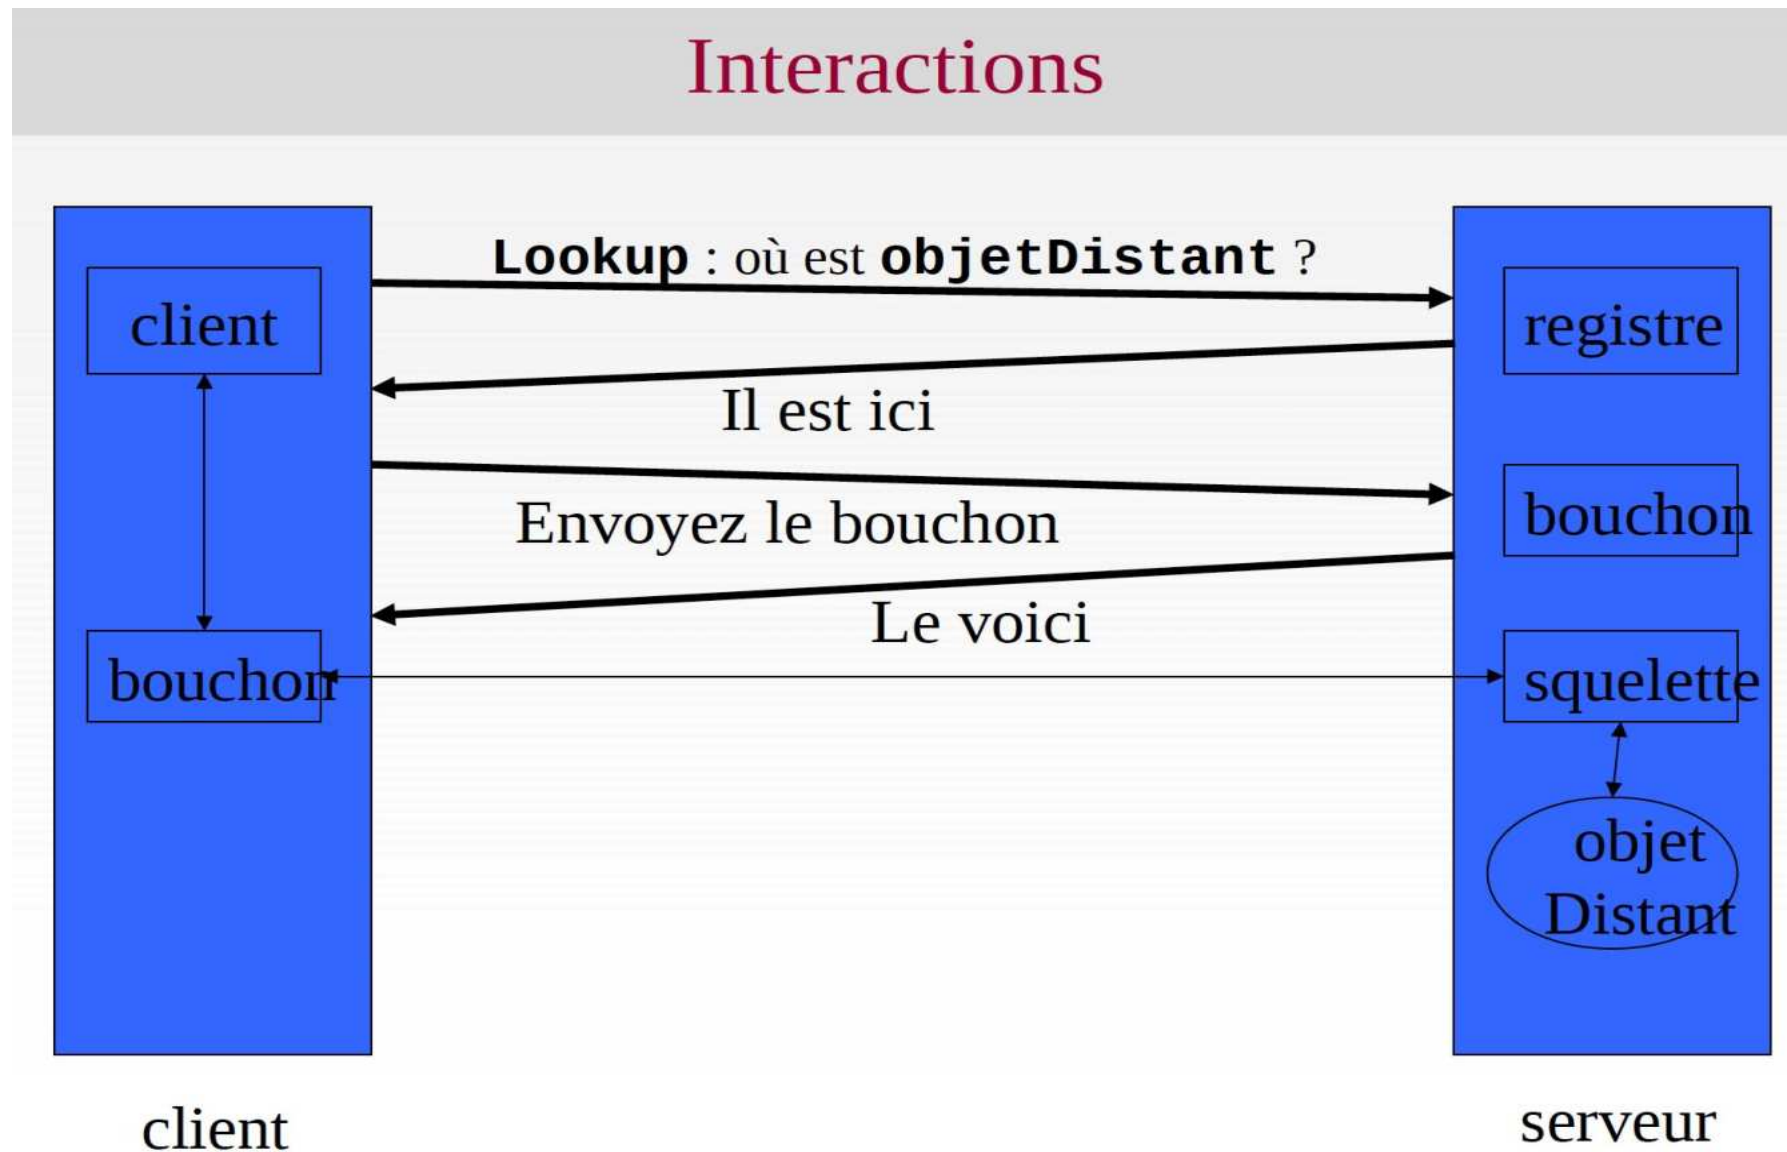 Interactions
Lookup : où est objetDistant ?
client
registre
Il est ici
Envoyez le bouchon
bouchon
Le voici
bouchon
squelette
objet
Distant
client
serveur